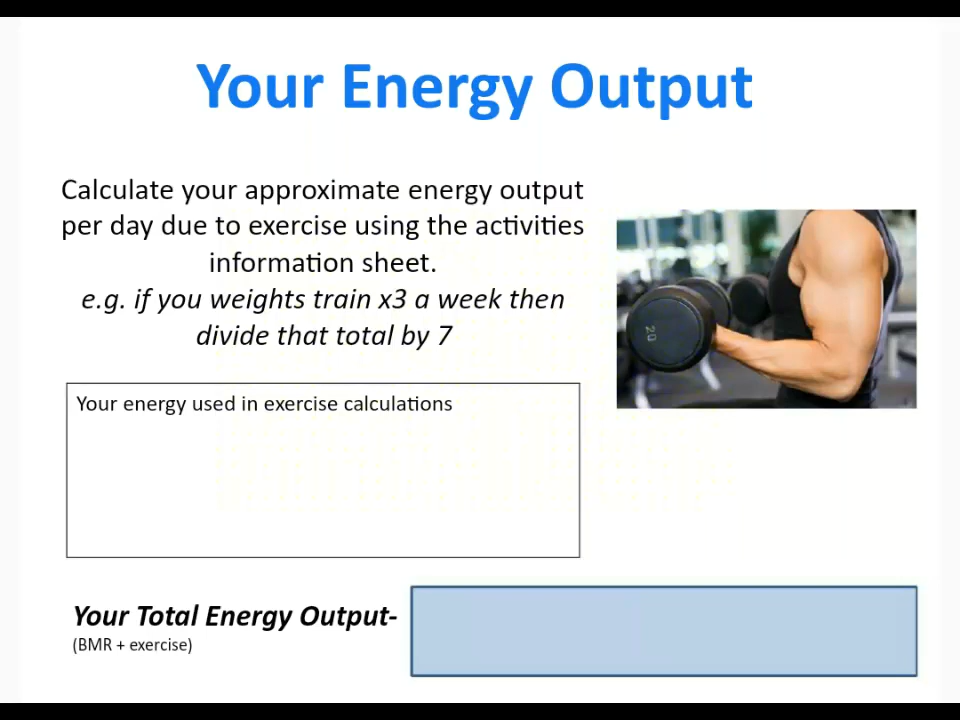 Your Energy Output
Calculate your approximate energy output
per day due to exercise using the activities
information sheet.
e.g. if you weights train x3 a week then
divide that total by 7
20
Your energy used in exercise calculations
Your Total Energy Output-
(BMR + exercise)